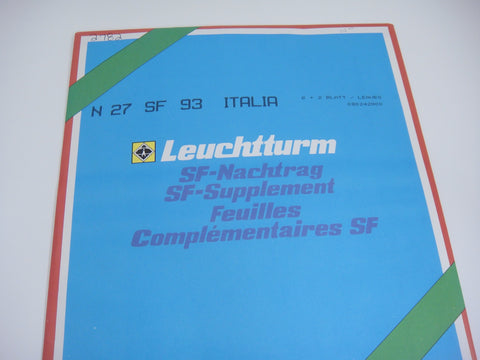 N 27 SF 93 ITALIA
Leuchtturm
SF-Nachtrag
SF-Supplement
Feuilles
Complémentaires SF